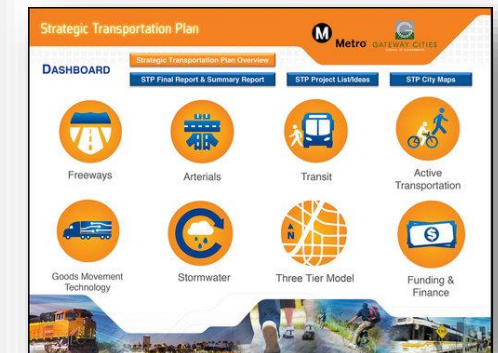 Strategic Transportation Plan
M
Metro
GATEWAY CITIES
DASHBOARD
Strategic Transportation Plan Overview
STP Final Report & Summary Report
STP Project List/Ideas
STP City Maps
Freeways
Arterials
Transit
Active
Transportation
Goods Movement
Technology
Stormwater
N
Three Tier Model
$
Funding &
Finance